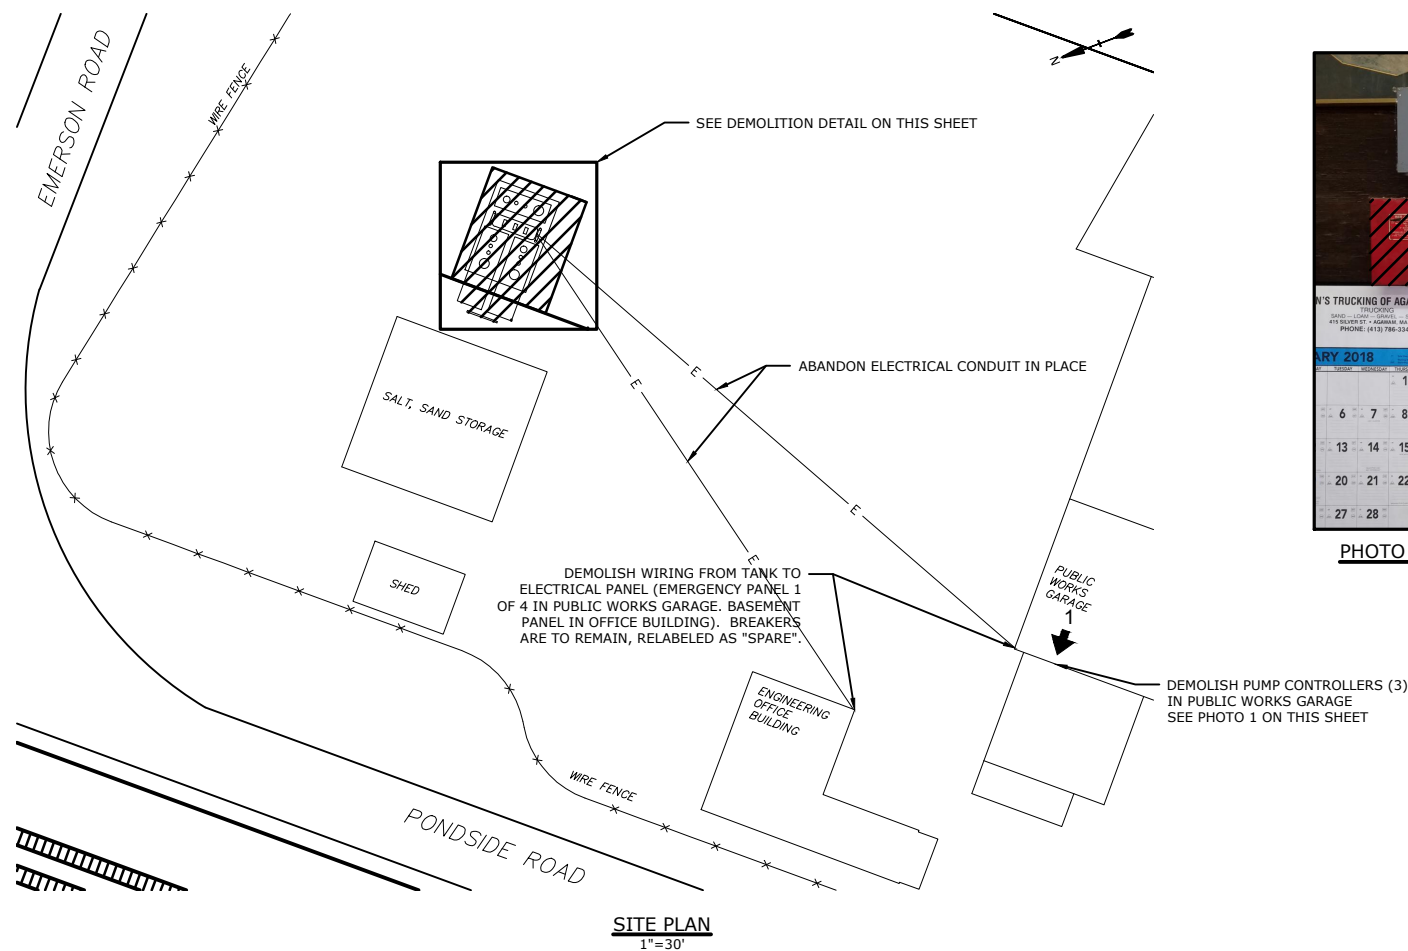 EMERSON ROAD
WIRE FENCE
N
SEE DEMOLITION DETAIL ON THIS SHEET
ABANDON ELECTRICAL CONDUIT IN PLACE
E
E
E
E
SALT, SAND STORAGE
SHED
DEMOLISH WIRING FROM TANK TO
ELECTRICAL PANEL (EMERGENCY PANEL 1
OF 4 IN PUBLIC WORKS GARAGE. BASEMENT
PANEL IN OFFICE BUILDING). BREAKERS
ARE TO REMAIN, RELABELED AS "SPARE".
PUBLIC
WORKS
GARAGE
1
DEMOLISH PUMP CONTROLLERS (3)
IN PUBLIC WORKS GARAGE
SEE PHOTO 1 ON THIS SHEET
ENGINEERING
OFFICE
BUILDING
WIRE FENCE
PONDSIDE ROAD
SITE PLAN
1"=30'
N'S TRUCKING OF AGA
TRUCKING
PHONE: (413) 786-334
ARY 2018
TUESDAY WEDNESDAY
1
6 7 8
13 14 15
20 21 22
27 28
PHOTO